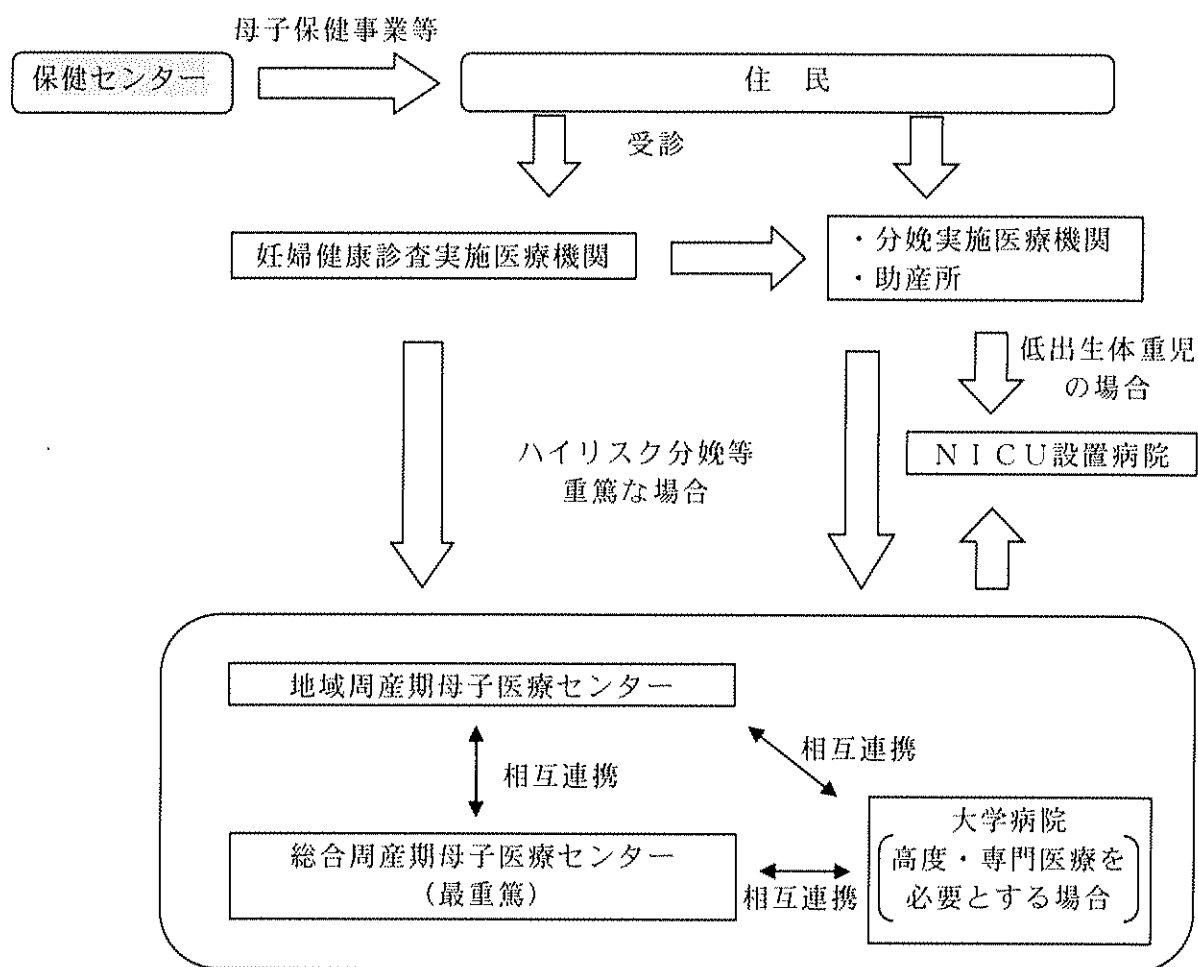 母子保健事業等
保健センター
住 民
受診
妊婦健康診査実施医療機関
・分娩実施医療機関
・助産所
低出生体重児
の場合
ハイリスク分娩等
重篤な場合
ＮＩＣＵ設置病院
地域周産期母子医療センター
相互連携
相互連携
総合周産期母子医療センター
（最重篤）
相互連携
大学病院
高度・専門医療を
必要とする場合